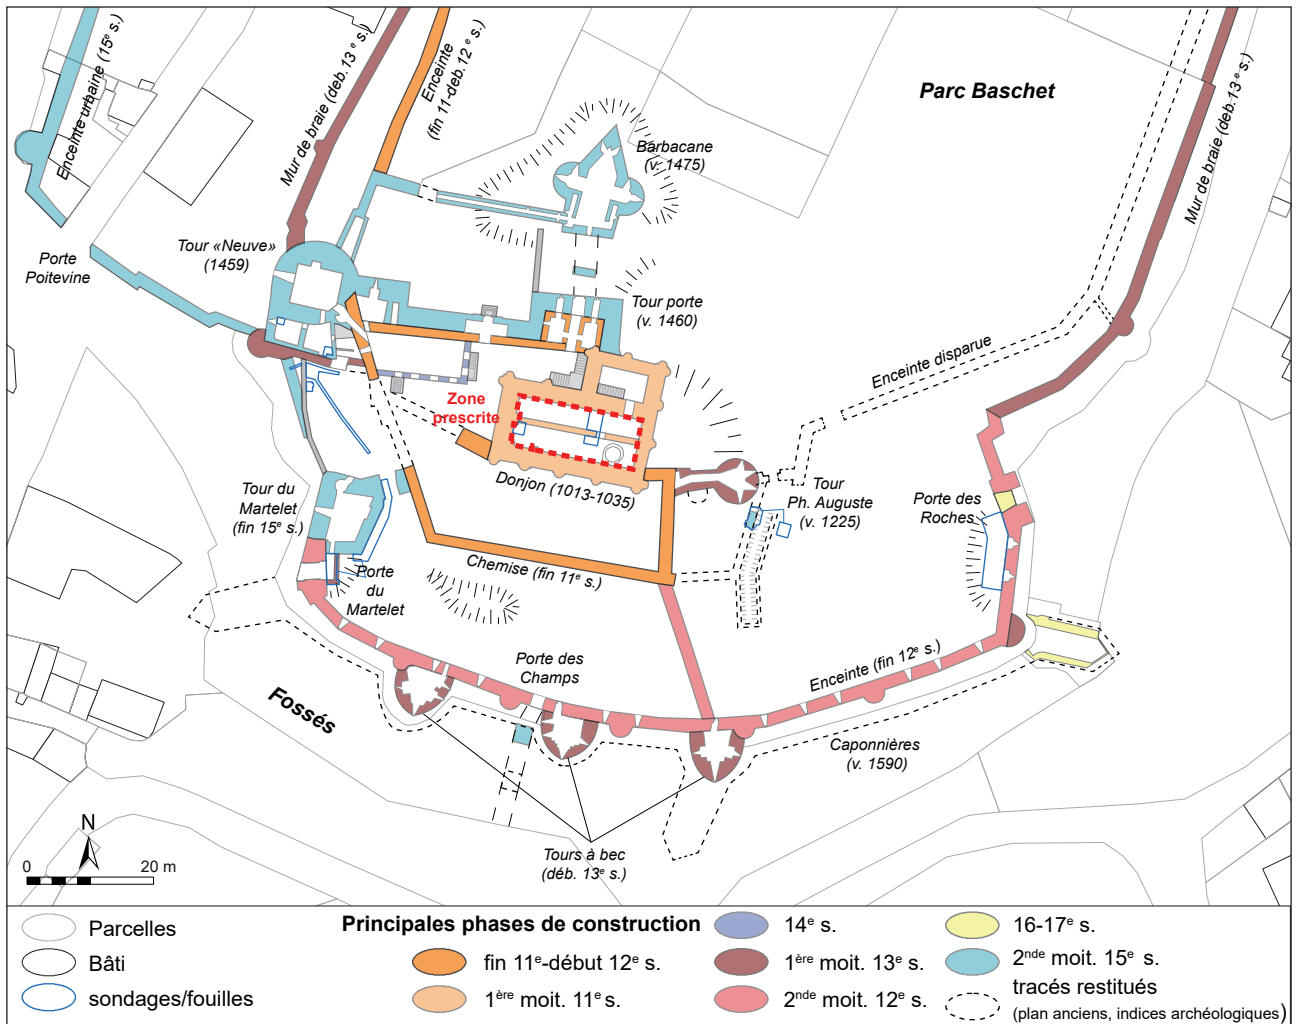 Enceinte urbaine (15e s.)
Mur de braie (deb.13 e s.)
Enceinte
(fin 11-deb.12 e s.)
Parc Baschet
Mur de braie (deb.13e s.)
Barbacane
(v. 1475)
Tour «Neuve»
(1459)
Porte
Poitevine
Tour porte
(v. 1460)
Enceinte disparue
Zone
prescrite
Donjon (1013-1035)
Tour
Ph. Auguste
(v. 1225)
Porte des
Roches
Tour du
Martelet
(fin 15e s.)
Chemise (fin 11e s.)
Porte
du
Martelet
Porte des
Champs
Enceinte (fin 12e s.)
Fossés
Caponnières
(v. 1590)
Tours à bec
(déb. 13e s.)
N
0 20 m
Parcelles
Bâti
sondages/fouilles
Principales phases de construction
fin 11e-début 12e s.
1ère moit. 11e s.
14e s.
1ère moit. 13e s.
2nde moit. 12e s.
16-17e s.
2nde moit. 15e s.
tracés restitués
(plan anciens, indices archéologiques)